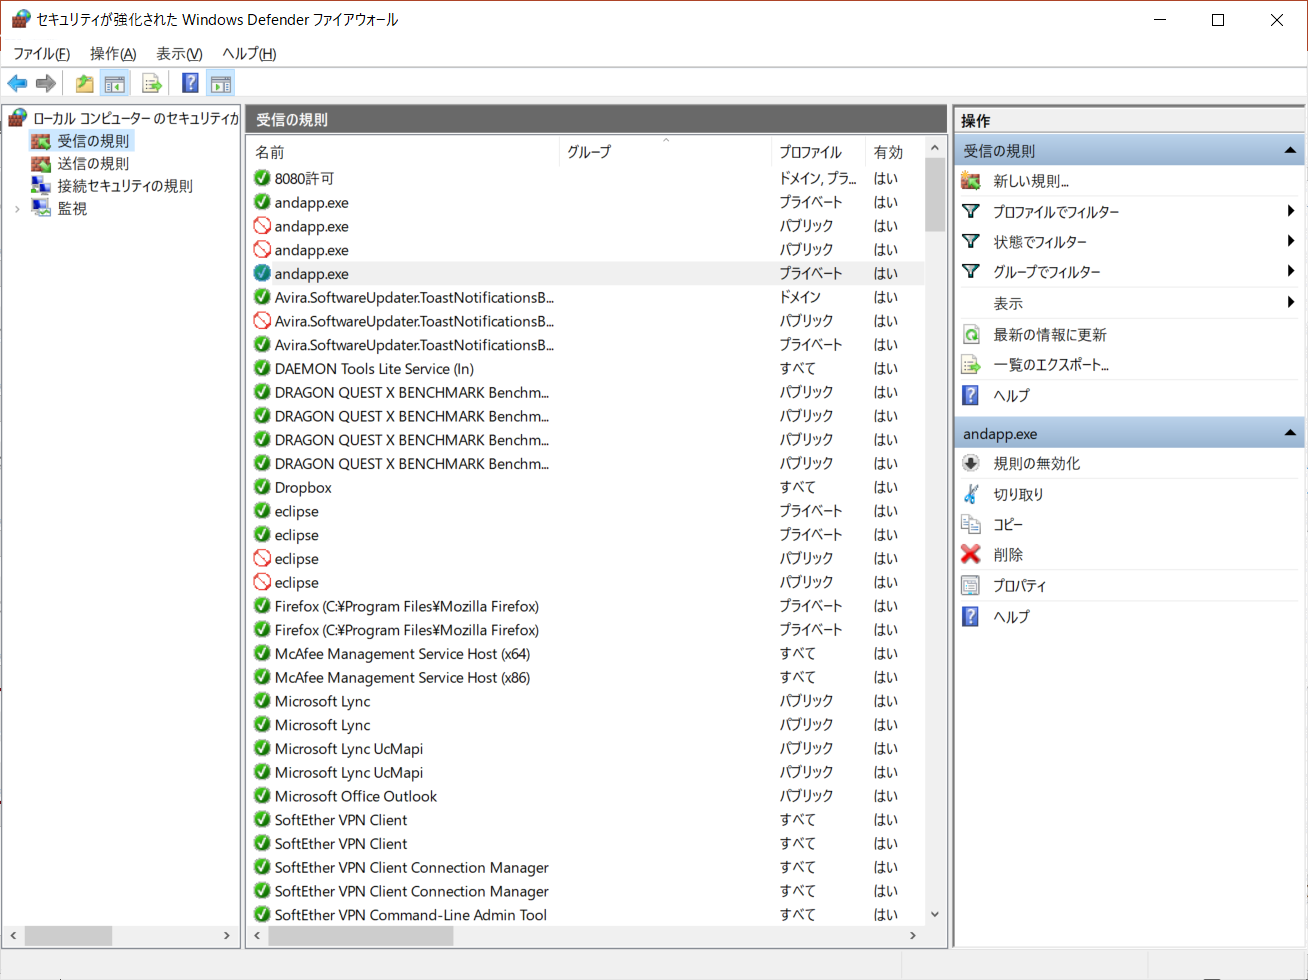 セキュリティが強化された Windows Defender ファイアウォール
ファイル(F) 操作(A) 表示(V) ヘルプ(H)
ローカル コンピューターのセキュリティが
受信の規則
送信の規則
接続セキュリティの規則
監視
受信の規則
名前 グループ プロファイル 有効
8080許可 ドメイン, プラ... はい
andapp.exe プライベート はい
andapp.exe パブリック はい
andapp.exe パブリック はい
andapp.exe プライベート はい
Avira.SoftwareUpdater.ToastNotificationsB... ドメイン はい
Avira.SoftwareUpdater.ToastNotificationsB... パブリック はい
Avira.SoftwareUpdater.ToastNotificationsB... プライベート はい
DAEMON Tools Lite Service (In) すべて はい
DRAGON QUEST X BENCHMARK Benchm... パブリック はい
DRAGON QUEST X BENCHMARK Benchm... パブリック はい
DRAGON QUEST X BENCHMARK Benchm... パブリック はい
DRAGON QUEST X BENCHMARK Benchm... パブリック はい
Dropbox すべて はい
eclipse プライベート はい
eclipse プライベート はい
eclipse パブリック はい
eclipse パブリック はい
Firefox (C:¥Program Files¥Mozilla Firefox) プライベート はい
Firefox (C:¥Program Files¥Mozilla Firefox) プライベート はい
McAfee Management Service Host (x64) すべて はい
McAfee Management Service Host (x86) すべて はい
Microsoft Lync パブリック はい
Microsoft Lync パブリック はい
Microsoft Lync UcMapi パブリック はい
Microsoft Lync UcMapi パブリック はい
Microsoft Office Outlook パブリック はい
SoftEther VPN Client すべて はい
SoftEther VPN Client すべて はい
SoftEther VPN Client Connection Manager すべて はい
SoftEther VPN Client Connection Manager すべて はい
SoftEther VPN Command-Line Admin Tool すべて はい
操作
受信の規則
新しい規則...
プロファイルでフィルター
状態でフィルター
グループでフィルター
表示
最新の情報に更新
一覧のエクスポート...
ヘルプ
andapp.exe
規則の無効化
切り取り
コピー
削除
プロパティ
ヘルプ